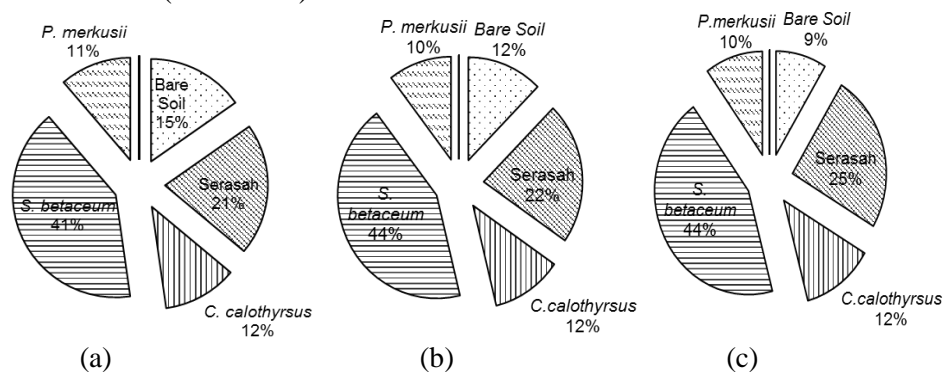 P. merkusii
11%
Bare
Soil
15%
Serasah
21%
C. calothyrsus
12%
S. betaceum
41%
(a)
P. merkusii
10%
Bare Soil
12%
Serasah
22%
C.calothyrsus
12%
S.
betaceum
44%
(b)
P.merkusii
10%
Bare Soil
9%
Serasah
25%
C.calothyrsus
12%
S.
betaceum
44%
(c)